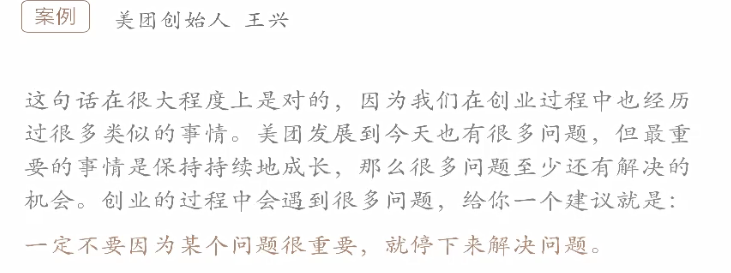 案例 美团创始人 王兴
这句话在很大程度上是对的，因为我们在创业过程中也经历
过很多类似的事情。美团发展到今天也有很多问题，但最重
要的事情是保持持续地成长，那么很多问题至少还有解决的
机会。创业的过程中会遇到很多问题，给你一个建议就是：
一定不要因为某个问题很重要，就停下来解决问题。